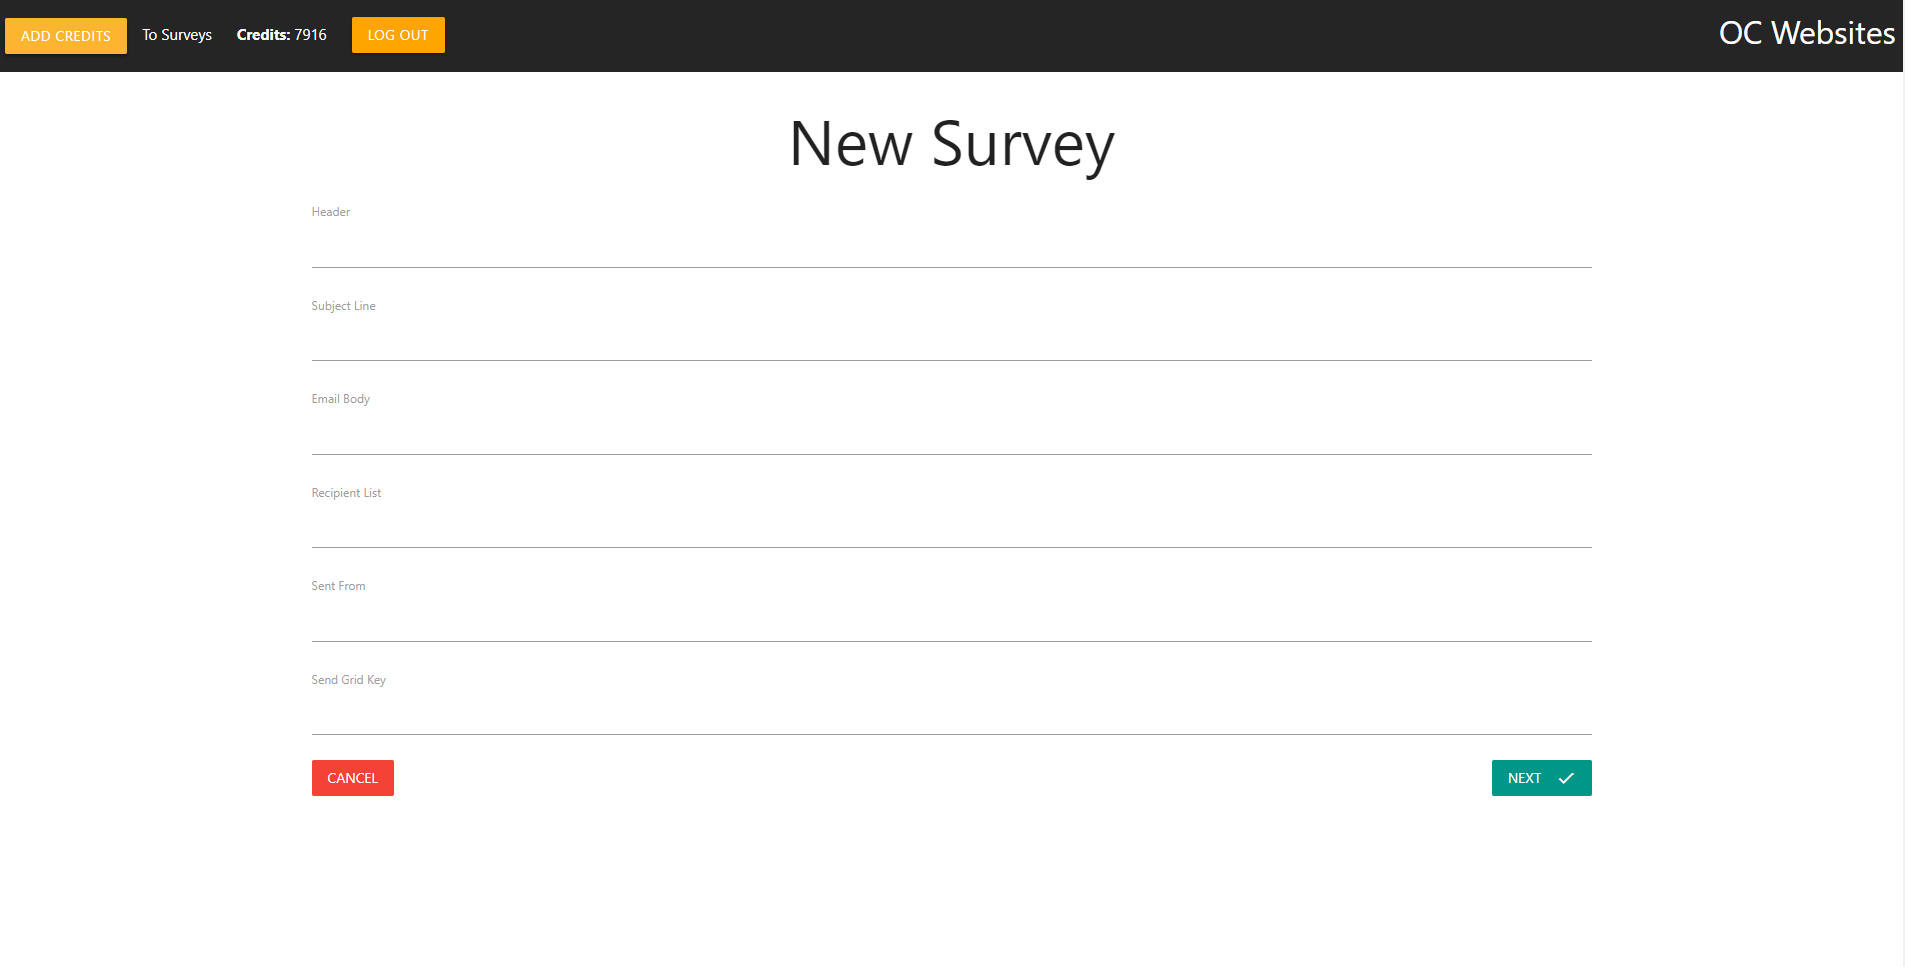 ADD CREDITS To Surveys Credits: 7916 LOG OUT OC Websites
New Survey
Header
Subject Line
Email Body
Recipient List
Sent From
Send Grid Key
CANCEL NEXT